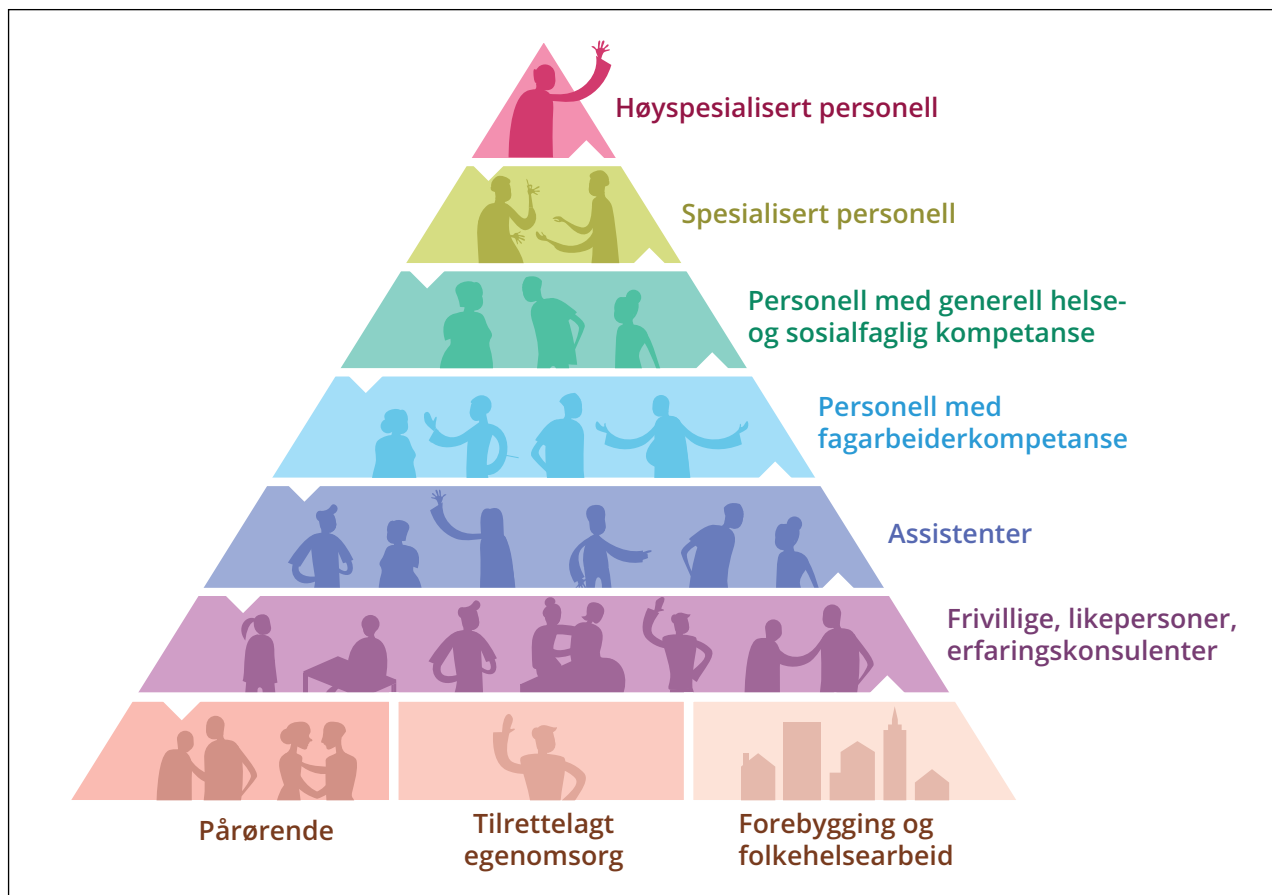 Høyspesialisert personell
Spesialisert personell
Personell med generell helse-
og sosialfaglig kompetanse
Personell med
fagarbeiderkompetanse
Assistenter
Frivillige, likepersoner,
erfaringskonsulenter
Pårørende
Tilrettelagt
egenomsorg
Forebygging og
folkehelsearbeid